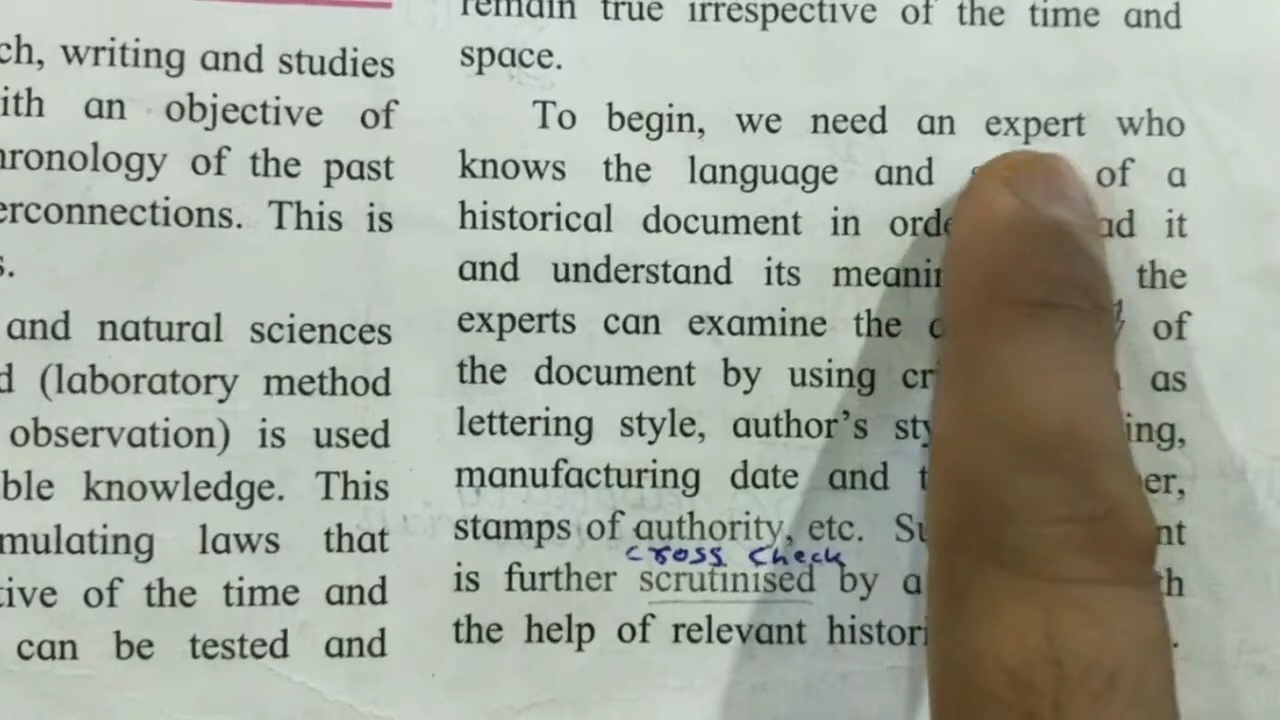 ch, writing and studies
ith an objective of
hronology of the past
erconnections. This is
s.
and natural sciences
d (laboratory method
observation) is used
ble knowledge. This
mulating laws that
tive of the time and
can be tested and
remain true irrespective of the time and
space.
To begin, we need an expert who
knows the language and of a
historical document in orde ad it
and understand its meanin the
experts can examine the of
the document by using cr as
lettering style, author's sty ing,
manufacturing date and t er,
stamps of authority, etc. Su nt
cross check
is further scrutinised by a th
the help of relevant histori